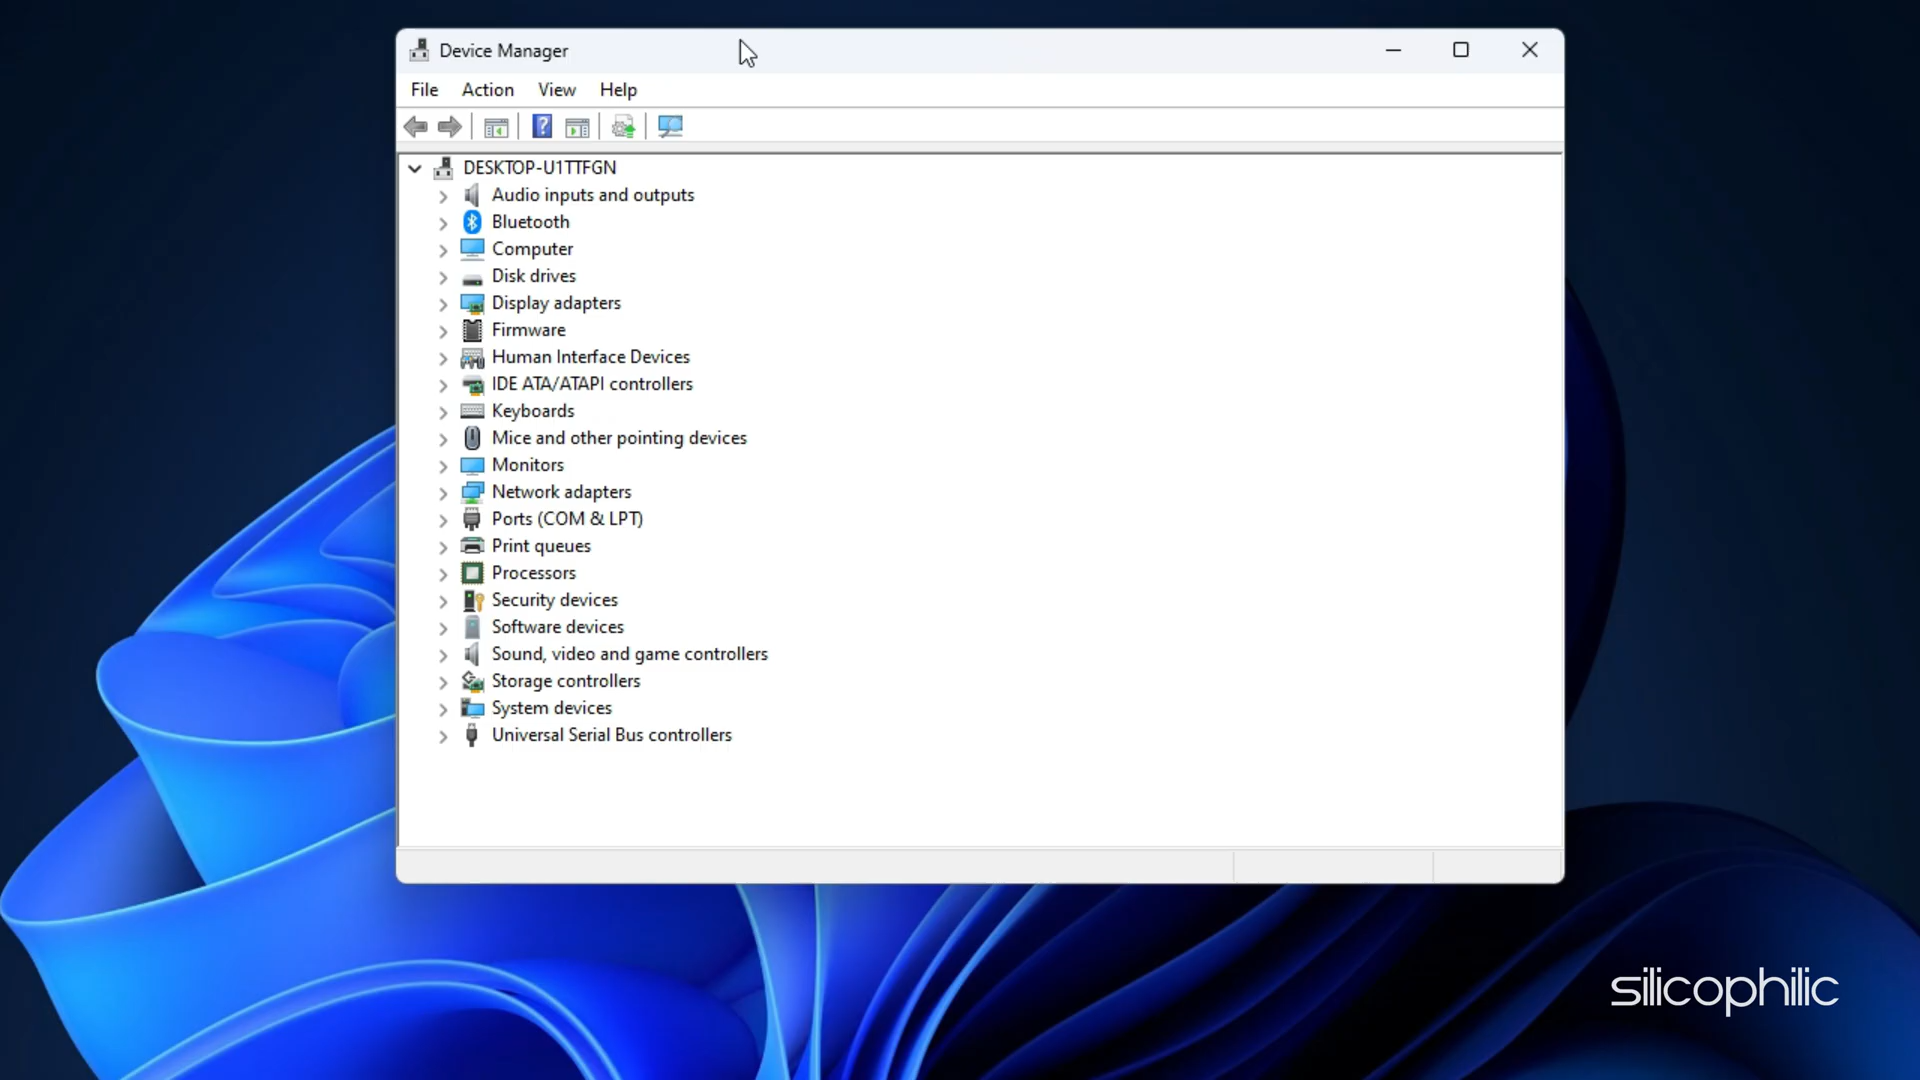 Device Manager
File Action View Help
DESKTOP-U1TTFGN
Audio inputs and outputs
Bluetooth
Computer
Disk drives
Display adapters
Firmware
Human Interface Devices
IDE ATA/ATAPI controllers
Keyboards
Mice and other pointing devices
Monitors
Network adapters
Ports (COM & LPT)
Print queues
Processors
Security devices
Software devices
Sound, video and game controllers
Storage controllers
System devices
Universal Serial Bus controllers
silicophilic